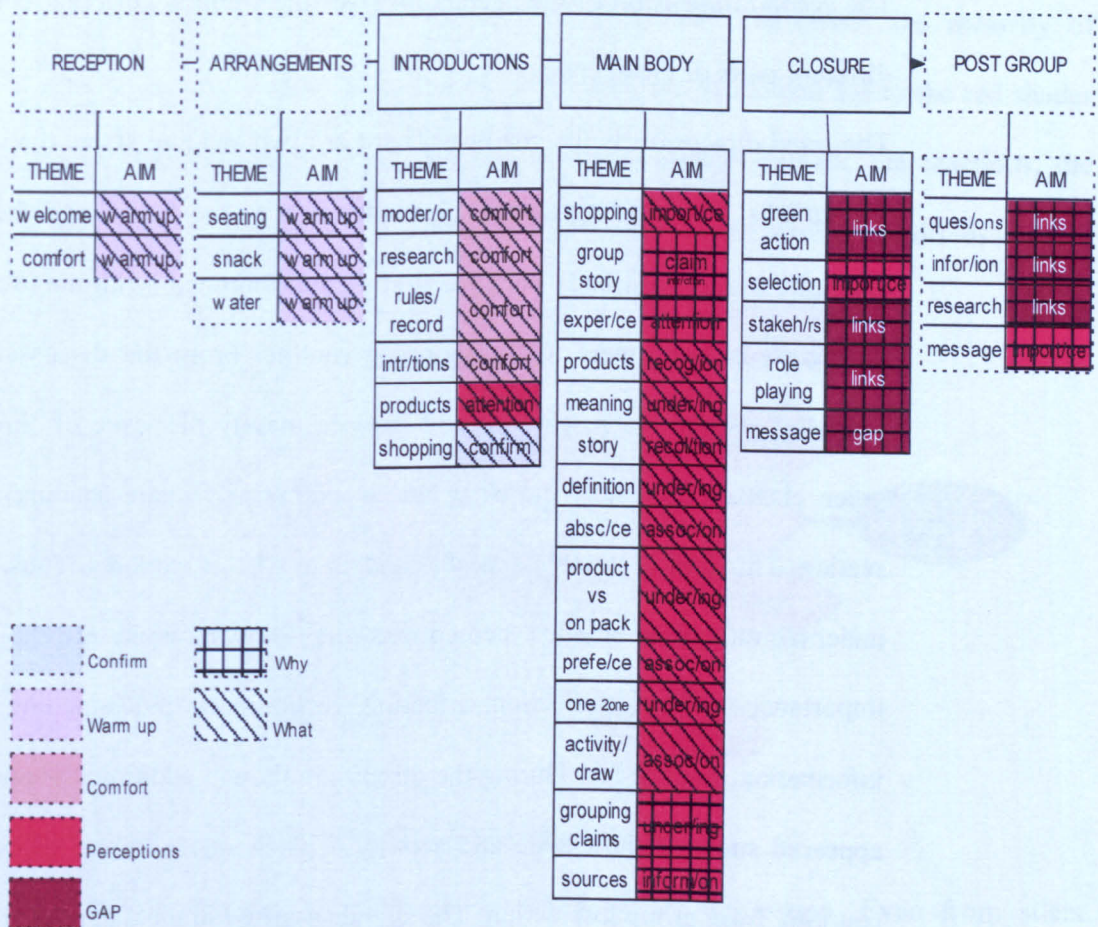 RECEPTION ARRANGEMENTS INTRODUCTIONS MAIN BODY CLOSURE POST GROUP
THEME AIM
welcome warm up
comfort warm up
THEME AIM
seating warm up
snack warm up
water warm up
THEME AIM
moder/or comfort
research comfort
rules/
record comfort
intr/tions comfort
products attention
shopping confirm
THEME AIM
shopping import/ce
group
story claim
exper/ce attention
products recog/ion
meaning under/ing
story recol/tion
definition under/ing
absc/ce assoc/on
product
vs
on pack under/ing
prefe/ce assoc/on
one 2one under/ing
activity/
draw assoc/on
grouping
claims under/ing
sources inform/on
THEME AIM
green
action links
selection import/ce
stakeh/rs links
role
playing links
message gap
THEME AIM
ques/ons links
infor/ion links
research links
message import/ce
Confirm
Warm up
Comfort
Perceptions
GAP
Why
What